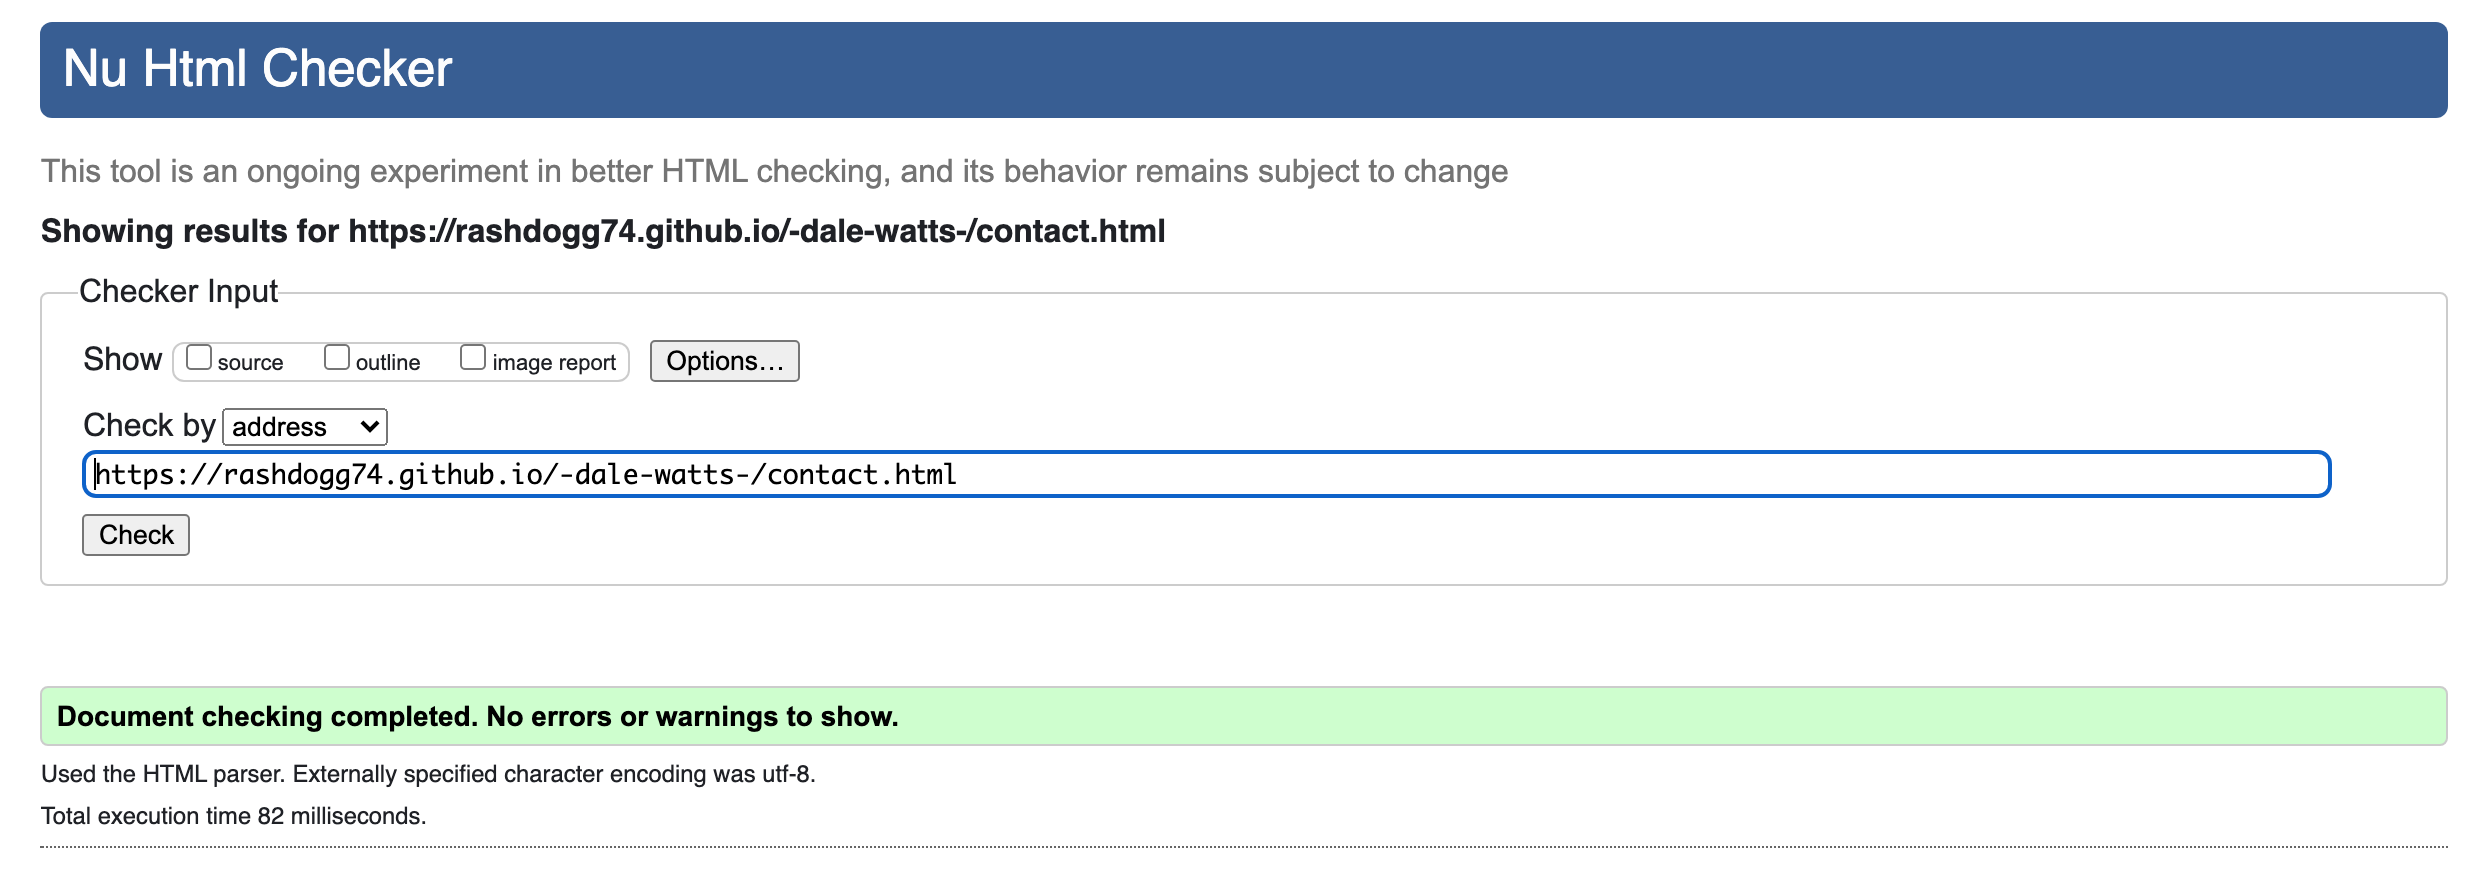 Nu Html Checker
This tool is an ongoing experiment in better HTML checking, and its behavior remains subject to change
Showing results for https://rashdogg74.github.io/-dale-watts-/contact.html
Checker Input
Show source outline image report Options…
Check by address
https://rashdogg74.github.io/-dale-watts-/contact.html
Check
Document checking completed. No errors or warnings to show.
Used the HTML parser. Externally specified character encoding was utf-8.
Total execution time 82 milliseconds.